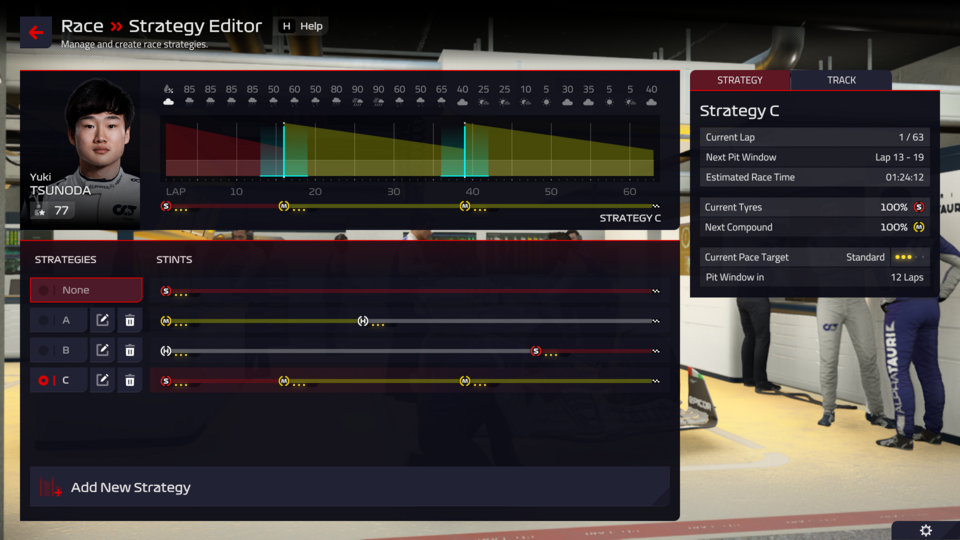 Race » Strategy Editor
H Help
Manage and create race strategies.
% 85 85 85 85 50 60 50 80 90 90 60 50 65 40 25 25 10 5 30 35 5 5 40
Yuki
TSUNODA
77
LAP 10 20 30 40 50 60
S M M
STRATEGY C
STRATEGIES STINTS
None S
A M H
B H S
C S M M
Add New Strategy
STRATEGY TRACK
Strategy C
Current Lap 1 / 63
Next Pit Window Lap 13 - 19
Estimated Race Time 01:24:12
Current Tyres 100% S
Next Compound 100% M
Current Pace Target Standard
Pit Window in 12 Laps
ALPHATAURI
EPICOR